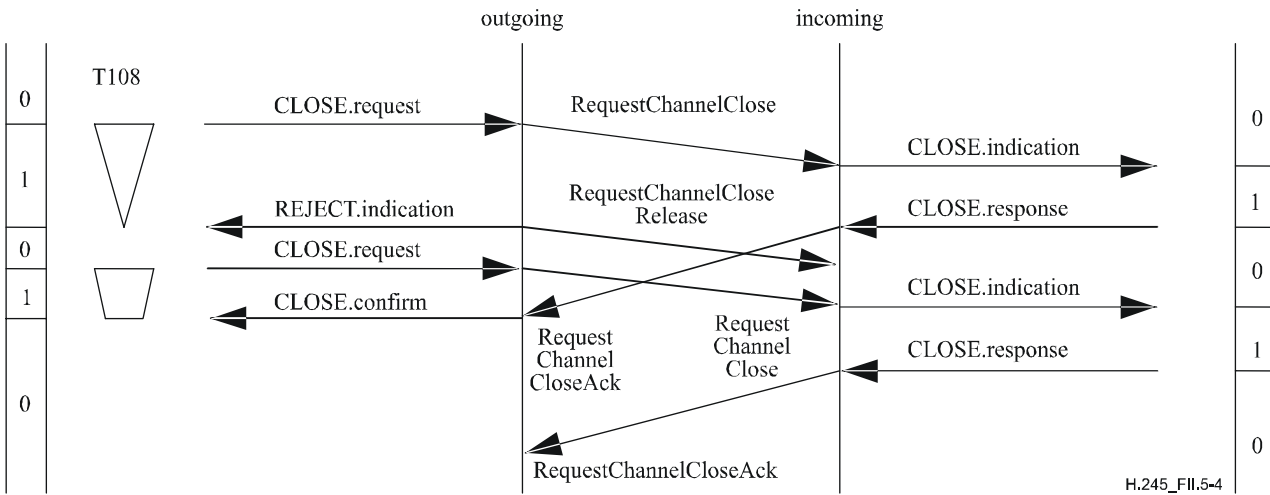 outgoing incoming
T108
0
CLOSE.request
RequestChannelClose
0
CLOSE.indication
1
RequestChannelClose
Release
REJECT.indication
CLOSE.response
1
0
CLOSE.request
0
1
CLOSE.confirm
CLOSE.indication
Request
Channel
CloseAck
Request
Channel
Close
CLOSE.response
1
0
0
RequestChannelCloseAck
H.245_FII.5-4